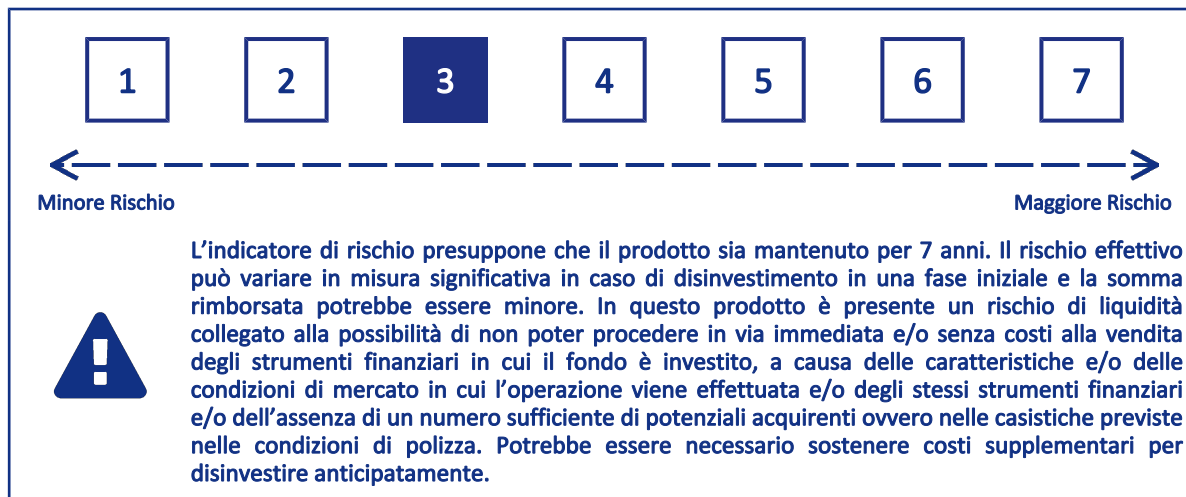 1 2 3 4 5 6 7
Minore Rischio Maggiore Rischio
L’indicatore di rischio presuppone che il prodotto sia mantenuto per 7 anni. Il rischio effettivo
può variare in misura significativa in caso di disinvestimento in una fase iniziale e la somma
rimborsata potrebbe essere minore. In questo prodotto è presente un rischio di liquidità
collegato alla possibilità di non poter procedere in via immediata e/o senza costi alla vendita
degli strumenti finanziari in cui il fondo è investito, a causa delle caratteristiche e/o delle
condizioni di mercato in cui l’operazione viene effettuata e/o degli stessi strumenti finanziari
e/o dell’assenza di un numero sufficiente di potenziali acquirenti ovvero nelle casistiche previste
nelle condizioni di polizza. Potrebbe essere necessario sostenere costi supplementari per
disinvestire anticipatamente.